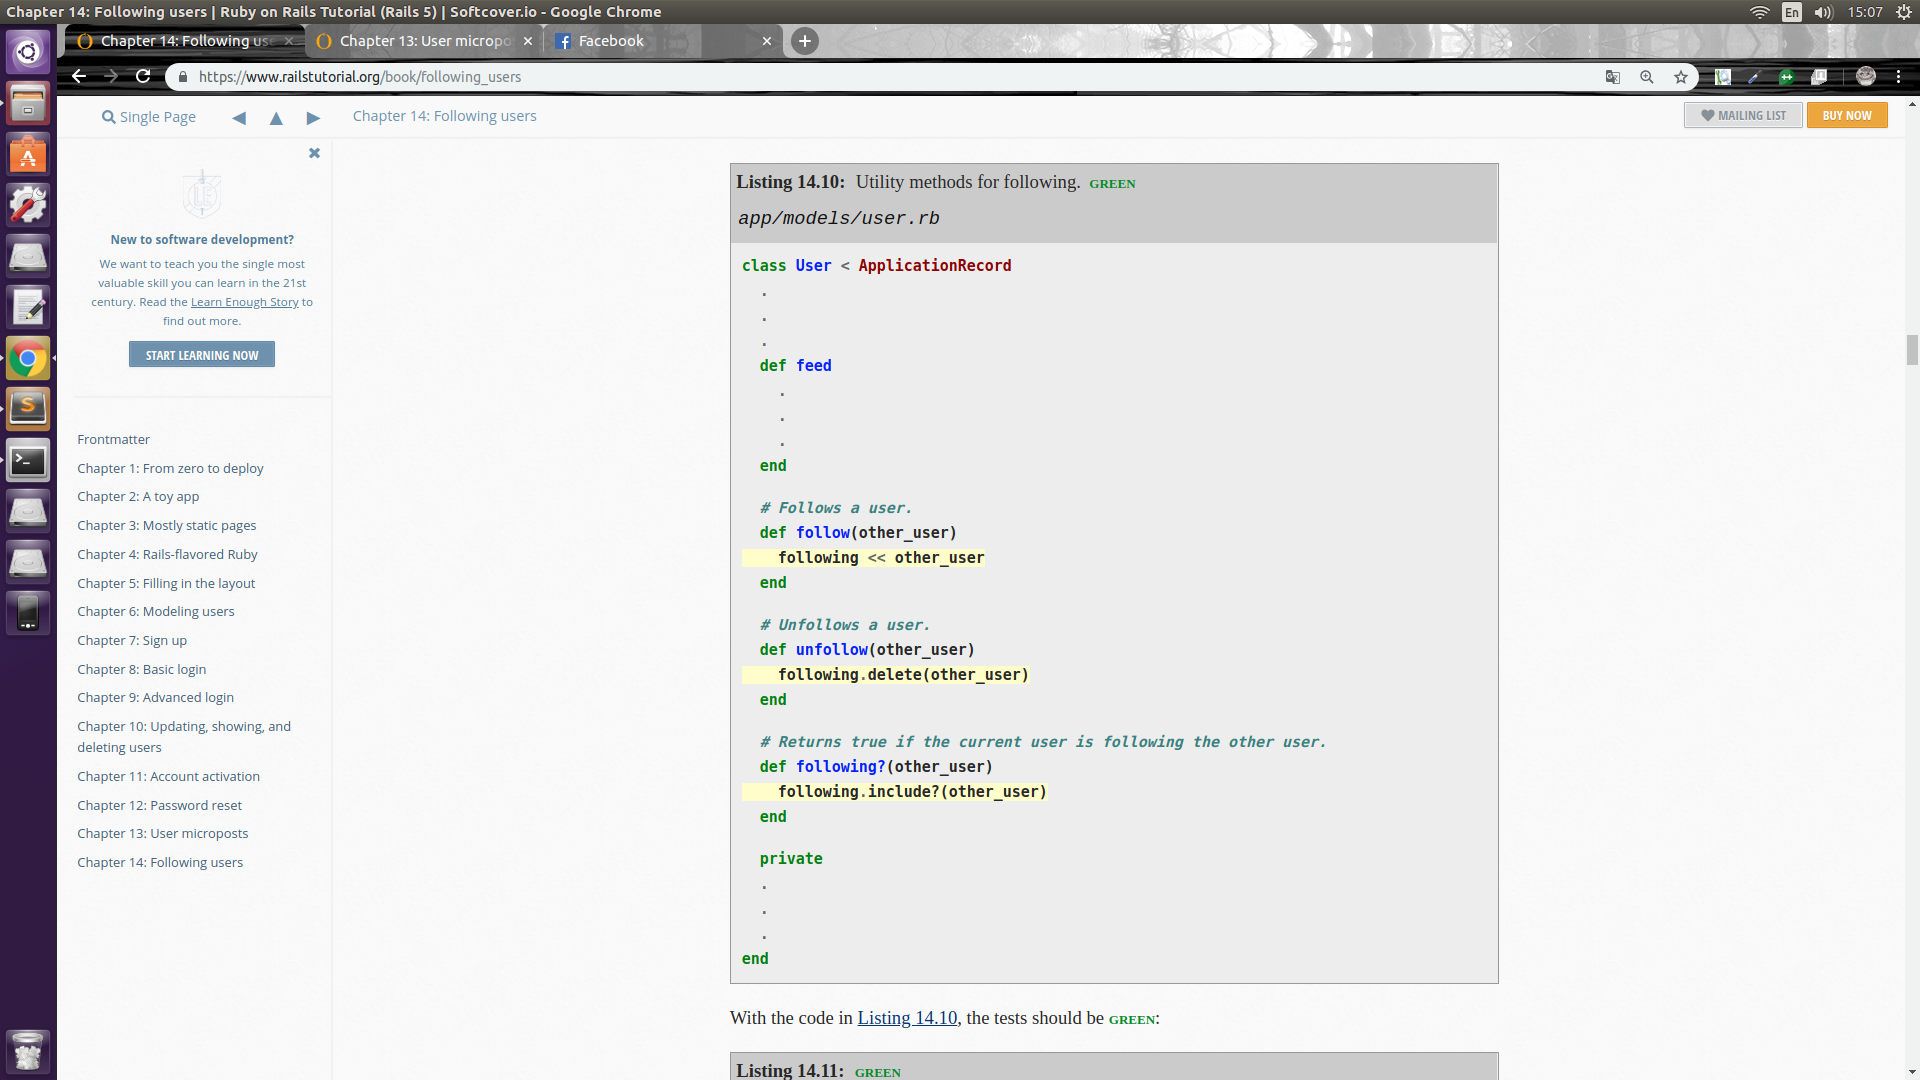 Chapter 14: Following users | Ruby on Rails Tutorial (Rails 5) | Softcover.io - Google Chrome
En
15:07
Chapter 14: Following use
Chapter 13: User micropo
Facebook
https://www.railstutorial.org/book/following_users
Single Page
Chapter 14: Following users
MAILING LIST
BUY NOW
New to software development?
We want to teach you the single most
valuable skill you can learn in the 21st
century. Read the Learn Enough Story to
find out more.
START LEARNING NOW
Frontmatter
Chapter 1: From zero to deploy
Chapter 2: A toy app
Chapter 3: Mostly static pages
Chapter 4: Rails-flavored Ruby
Chapter 5: Filling in the layout
Chapter 6: Modeling users
Chapter 7: Sign up
Chapter 8: Basic login
Chapter 9: Advanced login
Chapter 10: Updating, showing, and
deleting users
Chapter 11: Account activation
Chapter 12: Password reset
Chapter 13: User microposts
Chapter 14: Following users
Listing 14.10: Utility methods for following. GREEN
app/models/user.rb
class User < ApplicationRecord
.
.
.
def feed
.
.
.
end
# Follows a user.
def follow(other_user)
following << other_user
end
# Unfollows a user.
def unfollow(other_user)
following.delete(other_user)
end
# Returns true if the current user is following the other user.
def following?(other_user)
following.include?(other_user)
end
private
.
.
.
end
With the code in Listing 14.10, the tests should be GREEN:
Listing 14.11: GREEN